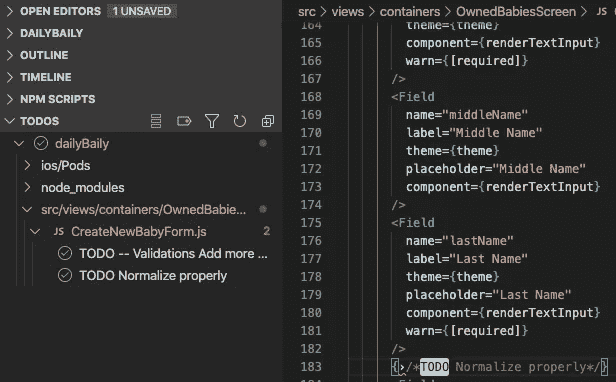 OPEN EDITORS 1 UNSAVED
DAILYBAILY
OUTLINE
TIMELINE
NPM SCRIPTS
TODOS
dailyBaily
ios/Pods
node_modules
src/views/containers/OwnedBabie...
JS CreateNewBabyForm.js 2
TODO -- Validations Add more ...
TODO Normalize properly
src > views > containers > OwnedBabiesScreen > JS
164 theme={theme}
165 component={renderTextInput}
166 warn={[required]}
167 />
168 <Field
169 name="middleName"
170 label="Middle Name"
171 theme={theme}
172 placeholder="Middle Name"
173 component={renderTextInput}
174 />
175 <Field
176 name="lastName"
177 label="Last Name"
178 theme={theme}
179 placeholder="Last Name"
180 component={renderTextInput}
181 warn={[required]}
182 />
183 {>/*TODO Normalize properly*/}
184 <Field